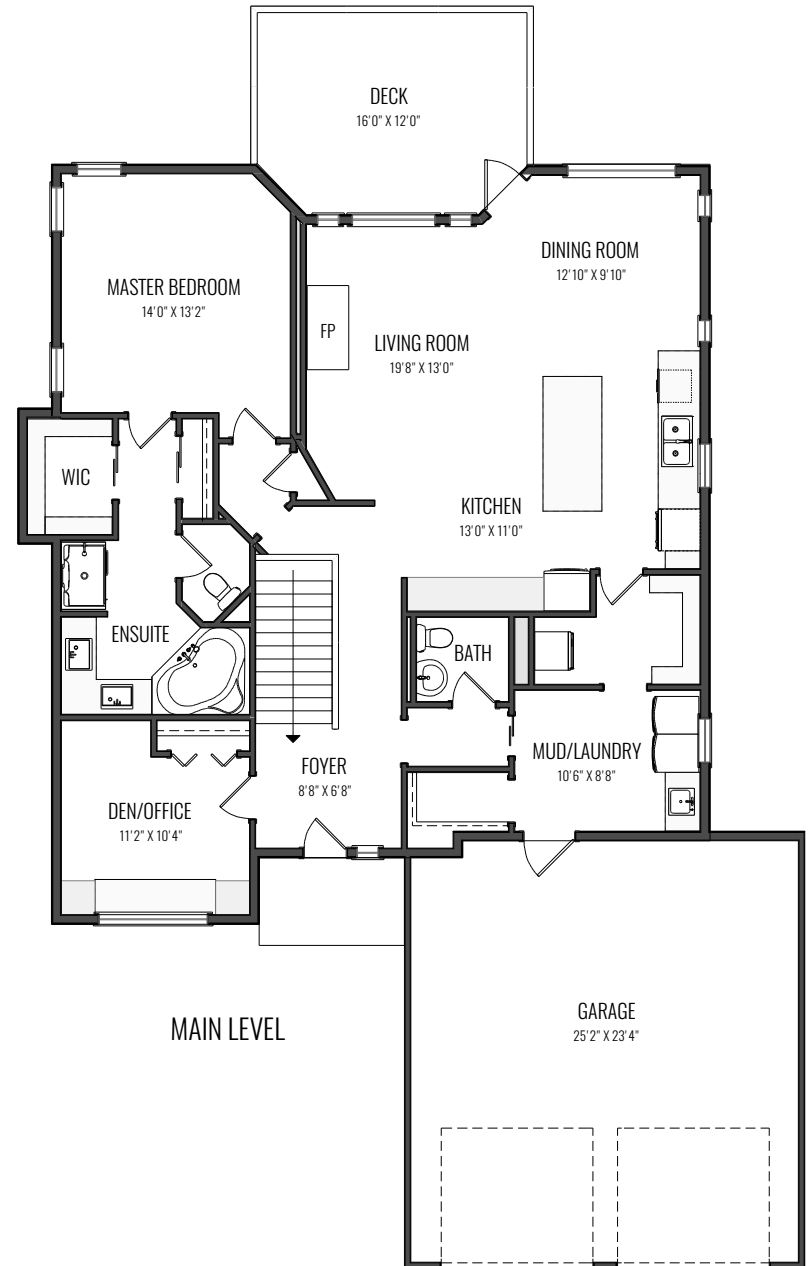 DECK
16'0" X 12'0"
DINING ROOM
12'10" X 9'10"
MASTER BEDROOM
14'0" X 13'2"
FP
LIVING ROOM
19'8" X 13'0"
WIC
KITCHEN
13'0" X 11'0"
ENSUITE
BATH
MUD/LAUNDRY
10'6" X 8'8"
FOYER
8'8" X 6'8"
DEN/OFFICE
11'2" X 10'4"
GARAGE
25'2" X 23'4"
MAIN LEVEL